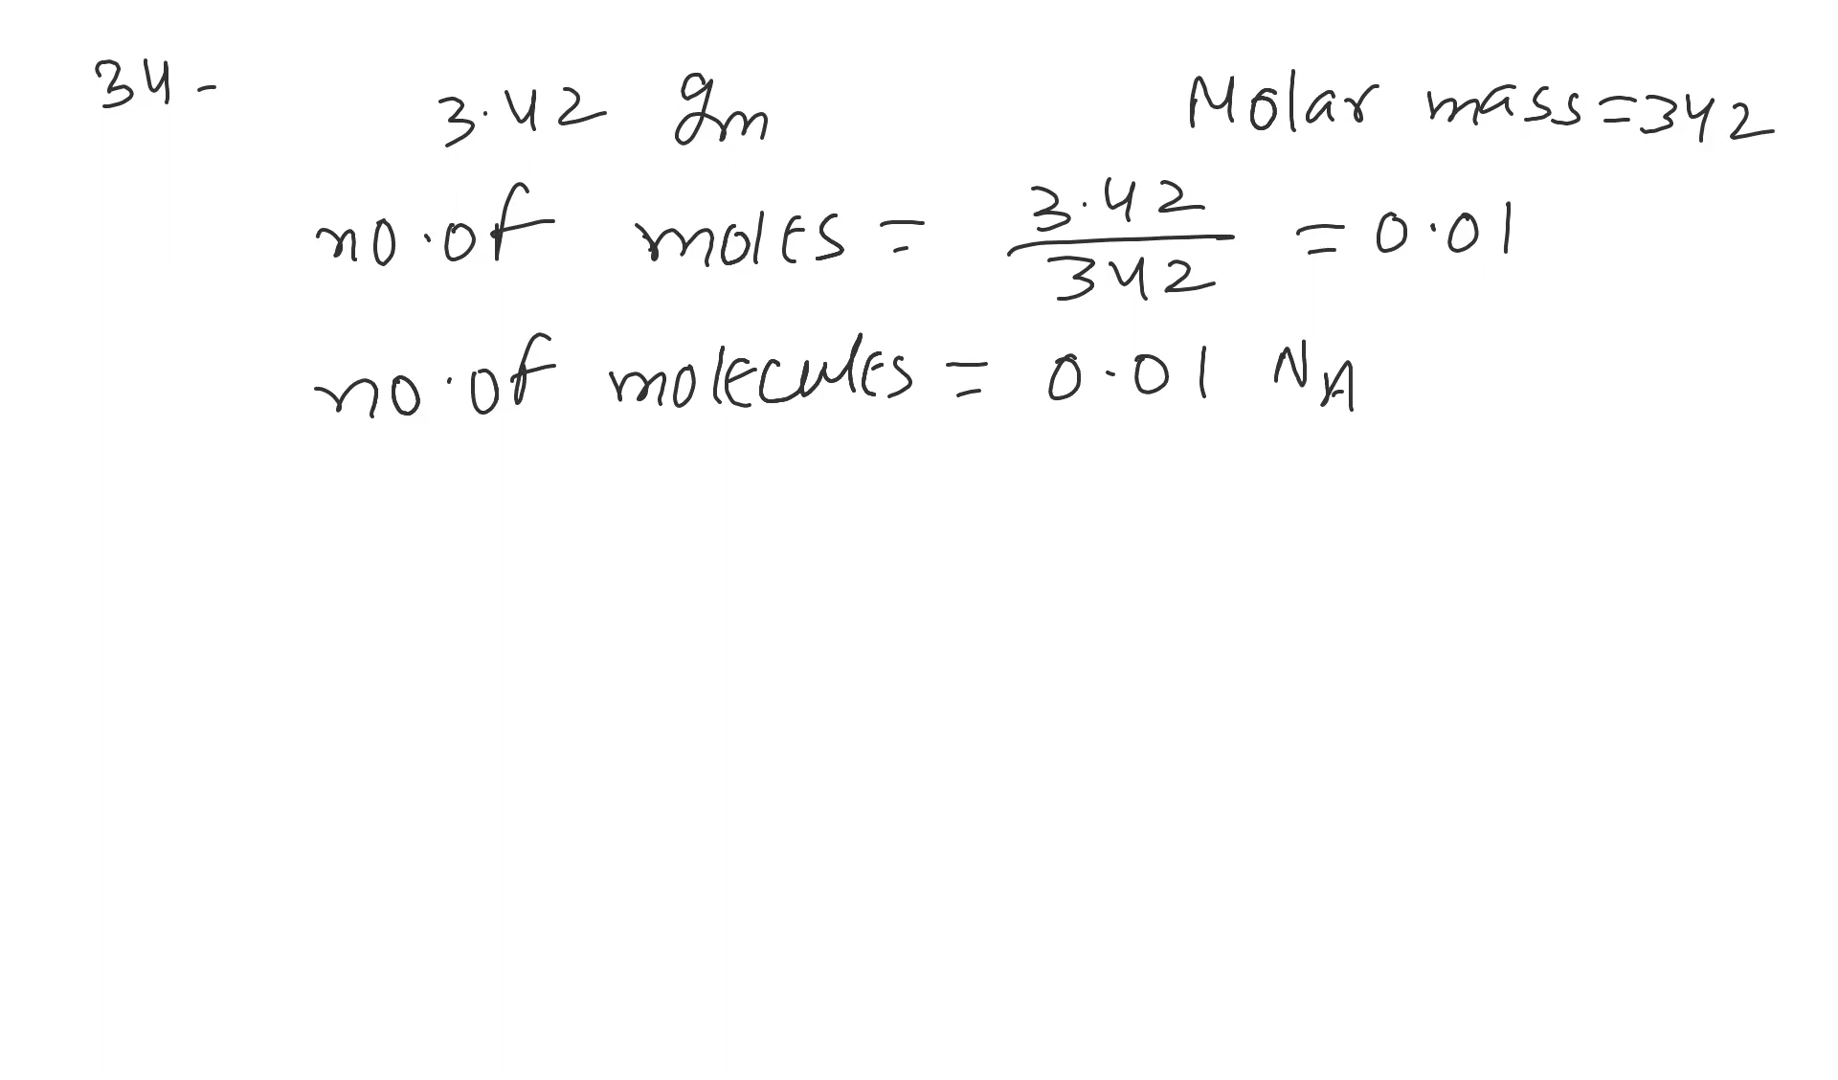 34- 3.42 gm Molar mass=342
no.of moles = 3.42/342 = 0.01
no.of molecules = 0.01 NA